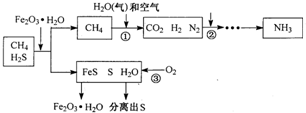 Fe₂O₃•H₂O
H₂O(气)和空气
CH₄
H₂S
CH₄
①
CO₂ H₂ N₂
②
NH₃
FeS S H₂O
O₂
③
Fe₂O₃•H₂O 分离出S